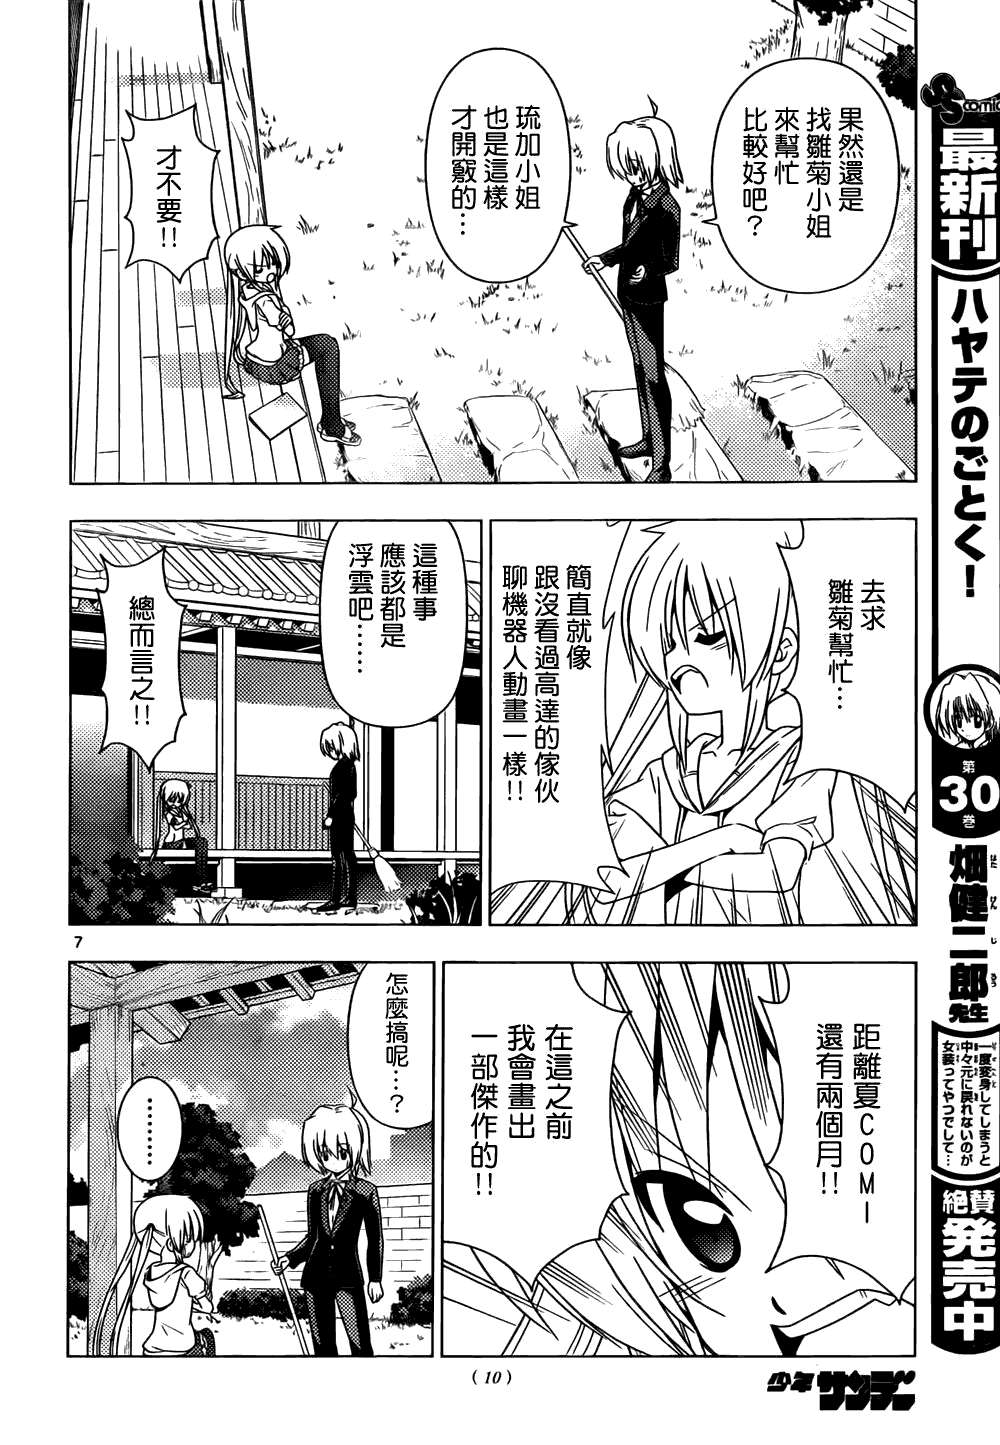 果然還是
找雛菊小姐
來幫忙
比較好吧？
琉加小姐
也是這樣
才開竅的…
才不要!!
去求
雛菊幫忙…
簡直就像
跟沒看過高達的傢伙
聊機器人動畫一樣!!
這種事
應該都是
浮雲吧……
總而言之!!
7
距離夏COMI
還有兩個月!!
在這之前
我會畫出
一部傑作的!!
怎麼搞呢…？
……
(10)
少年サンデー
S comic
最新刊
ハヤテのごとく!
第
30
巻
畑健二郎
はた けん じ ろう
先生
一度変身してしまうと
中々元に戻れないのが
女装ってやつでして…
絶賛
発売中